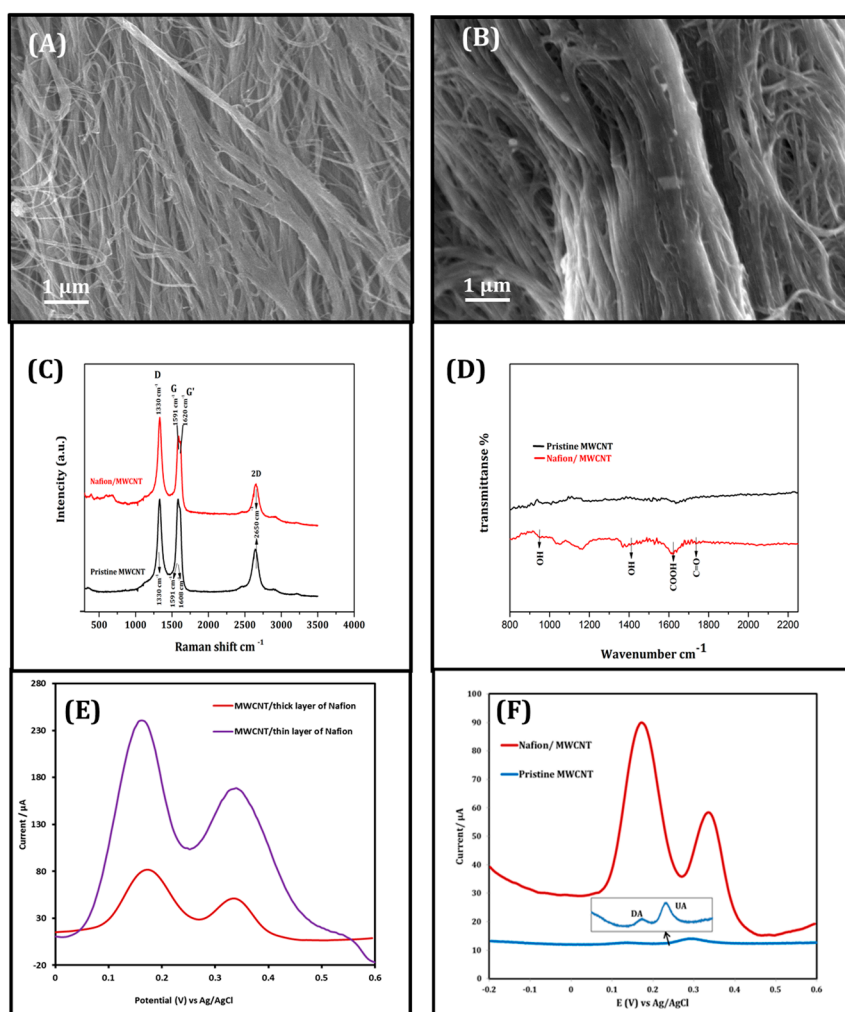 (A)
1 μm
(B)
1 μm
(C)
D
G
G'
1330 cm⁻¹
1591 cm⁻¹
1620 cm⁻¹
Nafion/MWCNT
2D
2650 cm⁻¹
Pristine MWCNT
1330 cm⁻¹
1591 cm⁻¹
1608 cm⁻¹
Intencity (a.u.)
500 1000 1500 2000 2500 3000 3500 4000
Raman shift cm⁻¹
(D)
Pristine MWCNT
Nafion/ MWCNT
transmittanse %
OH
OH
COOH
C=O
800 1000 1200 1400 1600 1800 2000 2200
Wavenumber cm⁻¹
(E)
280
230
180
130
80
30
-20
MWCNT/thick layer of Nafion
MWCNT/thin layer of Nafion
Current / μA
0 0.1 0.2 0.3 0.4 0.5 0.6
Potential (V) vs Ag/AgCl
(F)
100
90
80
70
60
50
40
30
20
10
0
Nafion/ MWCNT
Pristine MWCNT
Current/ μA
DA
UA
-0.2 -0.1 0 0.1 0.2 0.3 0.4 0.5 0.6
E (V) vs Ag/AgCl